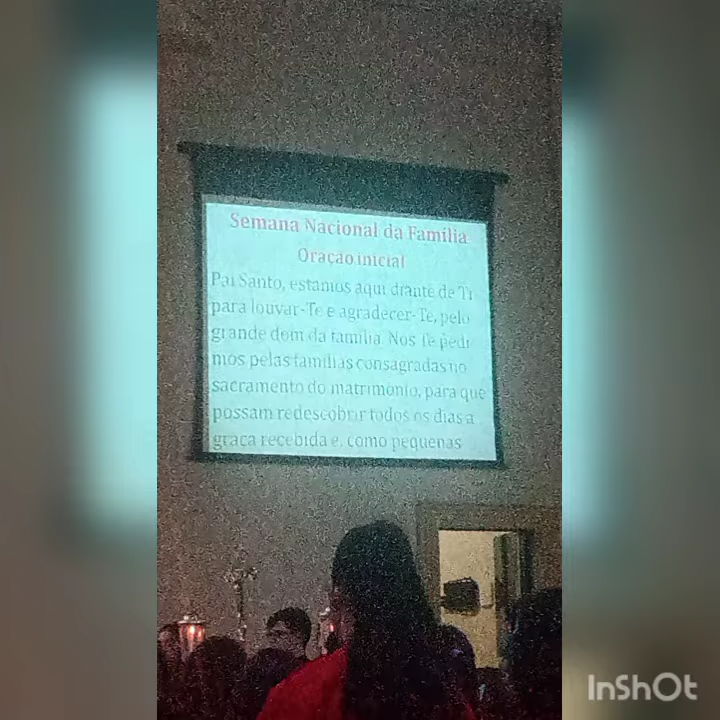 Semana Nacional da Família
Oração inicial
Pai Santo, estamos aqui diante de Ti
para louvar-Te e agradecer-Te, pelo
grande dom da família. Nos Te pedi
mos pelas famílias consagradas no
sacramento do matrimônio, para que
possam redescobrir todos os dias a
graça recebida e, como pequenas
InShOt